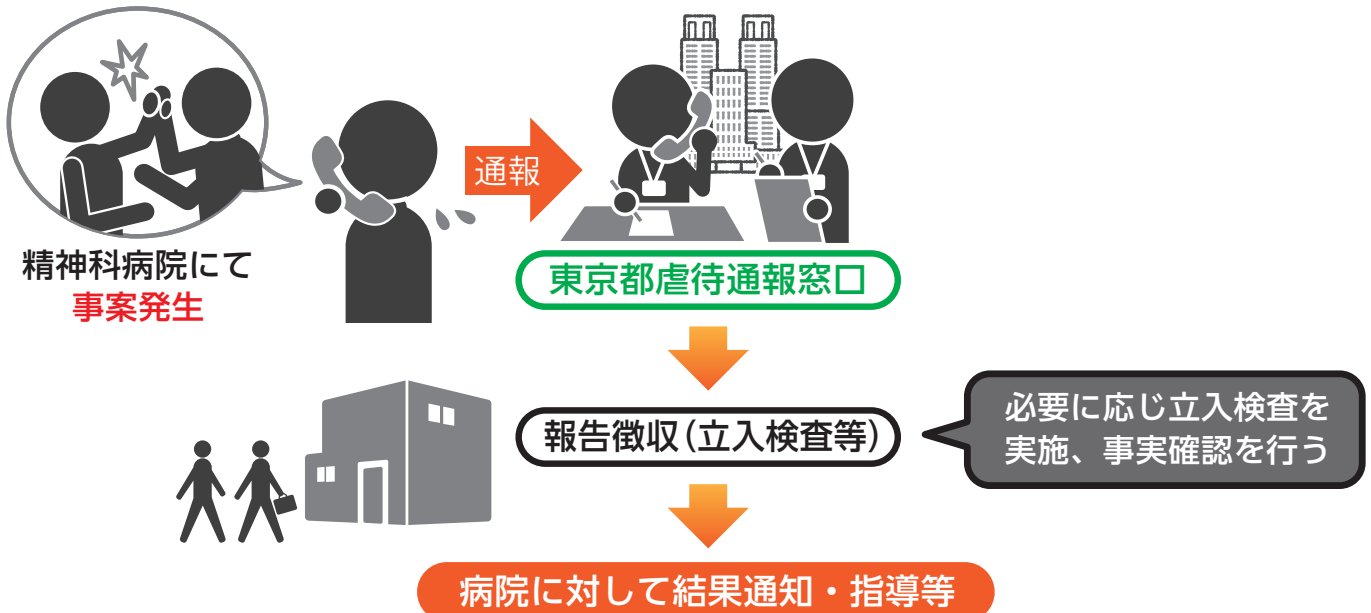 通報
精神科病院にて
事案発生
東京都虐待通報窓口
報告徴収(立入検査等)
必要に応じ立入検査を
実施、事実確認を行う
病院に対して結果通知・指導等